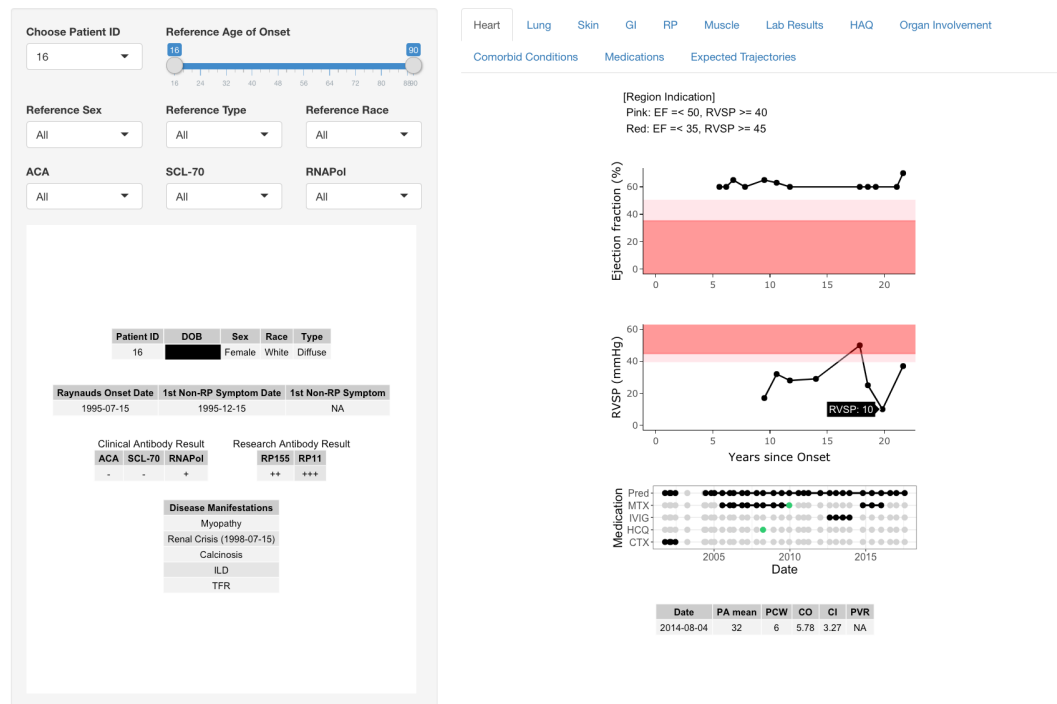 Choose Patient ID
Reference Age of Onset
16
16
90
16 24 32 40 48 56 64 72 80 8890
Reference Sex
Reference Type
Reference Race
All
All
All
ACA
SCL-70
RNAPol
All
All
All
Patient ID DOB Sex Race Type
16 Female White Diffuse
Raynauds Onset Date 1st Non-RP Symptom Date 1st Non-RP Symptom
1995-07-15 1995-12-15 NA
Clinical Antibody Result
ACA SCL-70 RNAPol
- - +
Research Antibody Result
RP155 RP11
++ +++
Disease Manifestations
Myopathy
Renal Crisis (1998-07-15)
Calcinosis
ILD
TFR
Heart Lung Skin GI RP Muscle Lab Results HAQ Organ Involvement
Comorbid Conditions Medications Expected Trajectories
[Region Indication]
Pink: EF =< 50, RVSP >= 40
Red: EF =< 35, RVSP >= 45
Ejection fraction (%)
60
40
20
0
0 5 10 15 20
RVSP (mmHg)
60
40
20
0
RVSP: 10
0 5 10 15 20
Years since Onset
Medication
Pred
MTX
IVIG
HCQ
CTX
2005 2010 2015
Date
Date PA mean PCW CO CI PVR
2014-08-04 32 6 5.78 3.27 NA